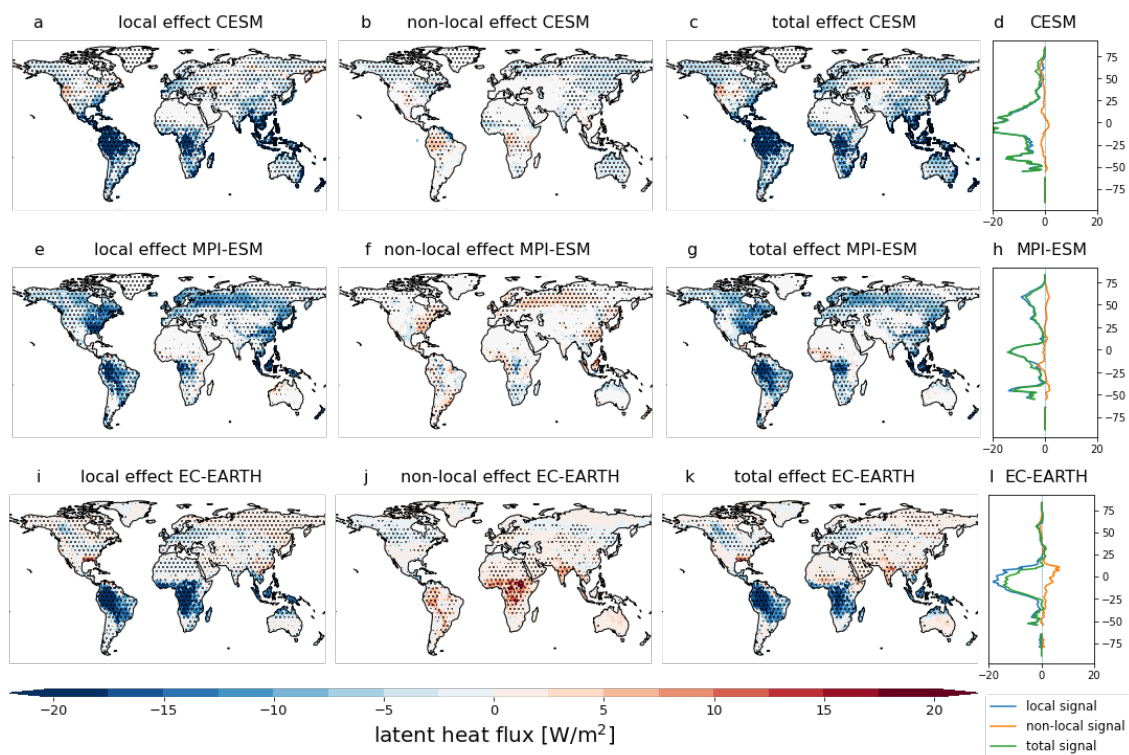 a local effect CESM b non-local effect CESM c total effect CESM d CESM
75
50
25
0
−25
−50
−75
−20 0 20
e local effect MPI-ESM f non-local effect MPI-ESM g total effect MPI-ESM h MPI-ESM
75
50
25
0
−25
−50
−75
−20 0 20
i local effect EC-EARTH j non-local effect EC-EARTH k total effect EC-EARTH l EC-EARTH
75
50
25
0
−25
−50
−75
−20 0 20
−20 −15 −10 −5 0 5 10 15 20
latent heat flux [W/m²]
local signal
non-local signal
total signal